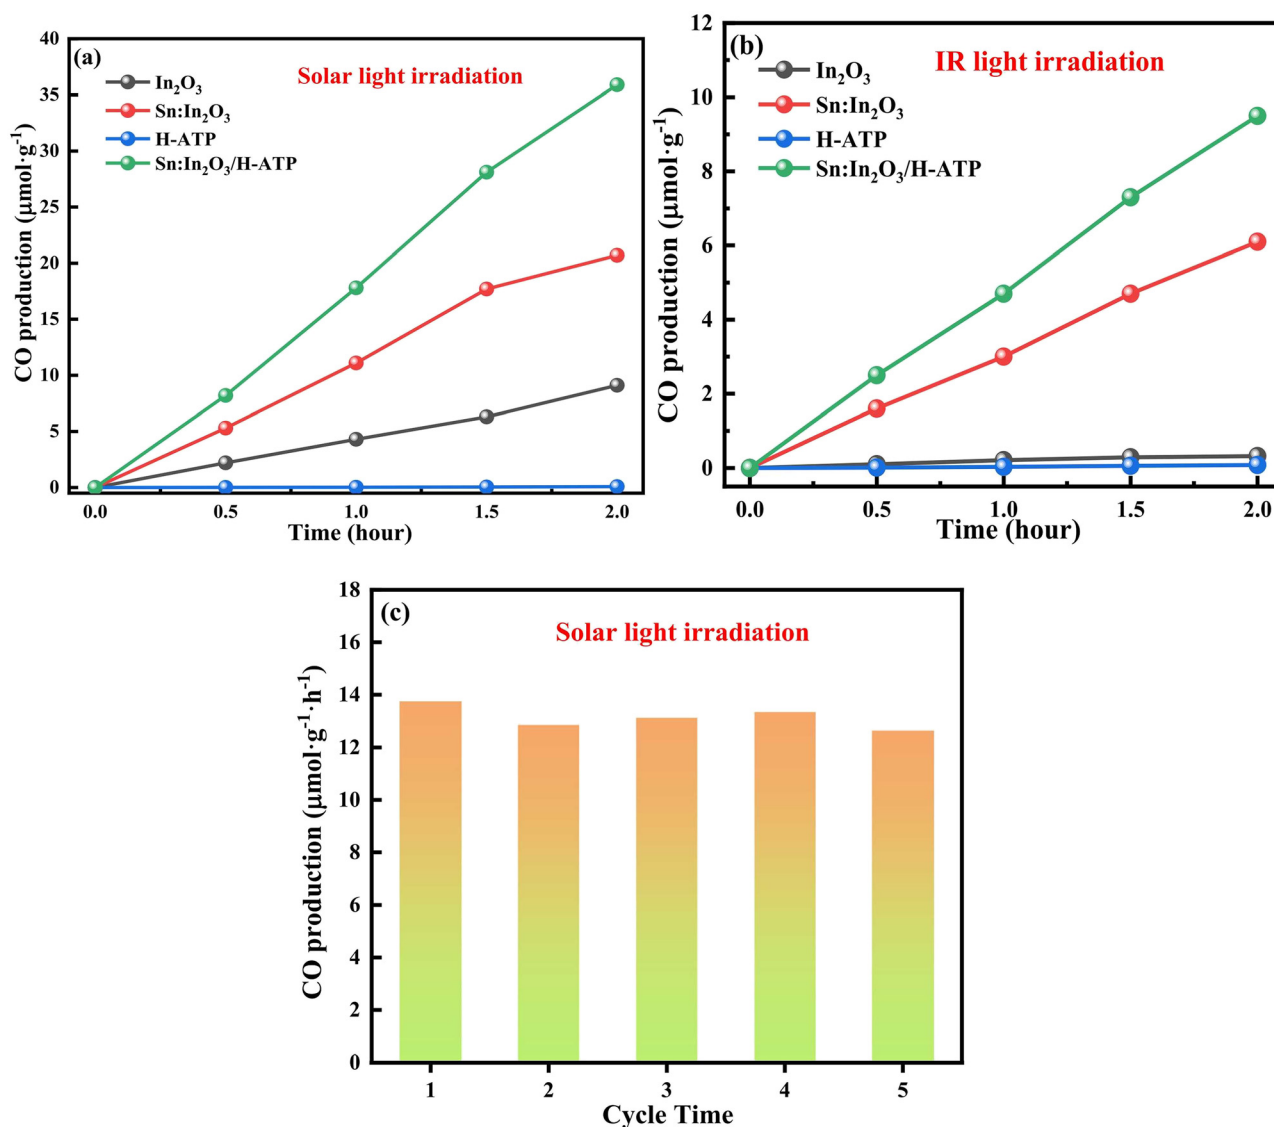 (a)
Solar light irradiation
In₂O₃
Sn:In₂O₃
H-ATP
Sn:In₂O₃/H-ATP
CO production (μmol·g⁻¹)
40
35
30
25
20
15
10
5
0
0.0 0.5 1.0 1.5 2.0
Time (hour)
(b)
IR light irradiation
In₂O₃
Sn:In₂O₃
H-ATP
Sn:In₂O₃/H-ATP
CO production (μmol·g⁻¹)
12
10
8
6
4
2
0
0.0 0.5 1.0 1.5 2.0
Time (hour)
(c)
Solar light irradiation
CO production (μmol·g⁻¹·h⁻¹)
18
16
14
12
10
8
6
4
2
0
1 2 3 4 5
Cycle Time